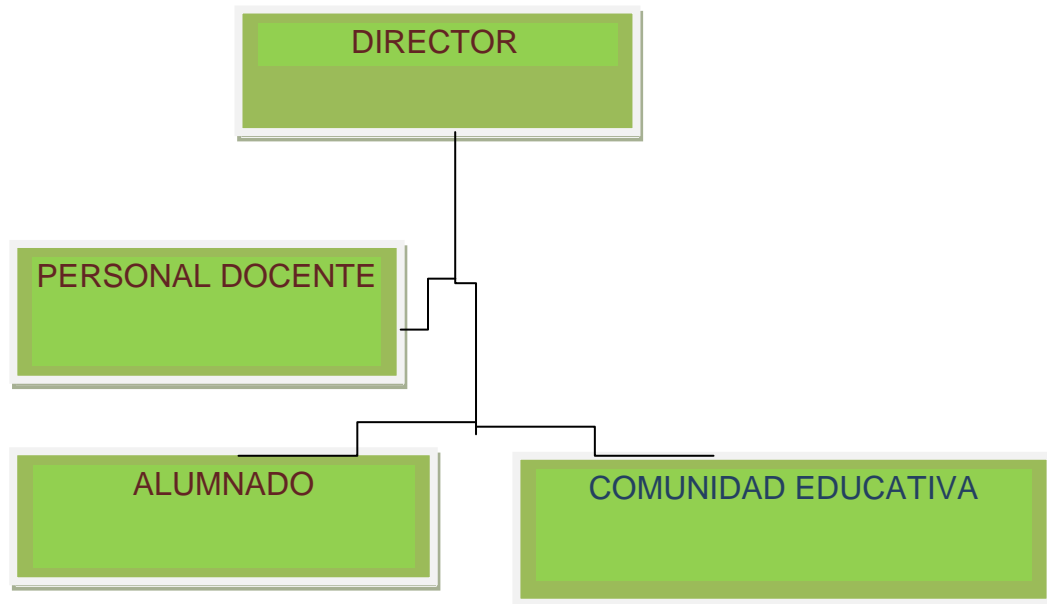 DIRECTOR
PERSONAL DOCENTE
ALUMNADO
COMUNIDAD EDUCATIVA